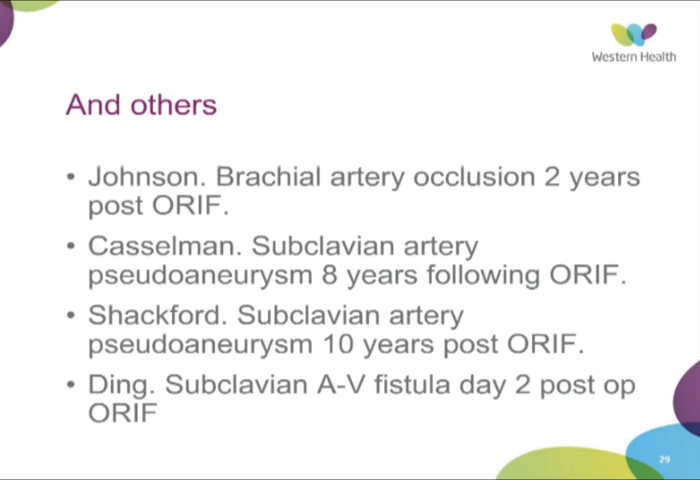 Western Health
And others
• Johnson. Brachial artery occlusion 2 years
post ORIF.
• Casselman. Subclavian artery
pseudoaneurysm 8 years following ORIF.
• Shackford. Subclavian artery
pseudoaneurysm 10 years post ORIF.
• Ding. Subclavian A-V fistula day 2 post op
ORIF
29